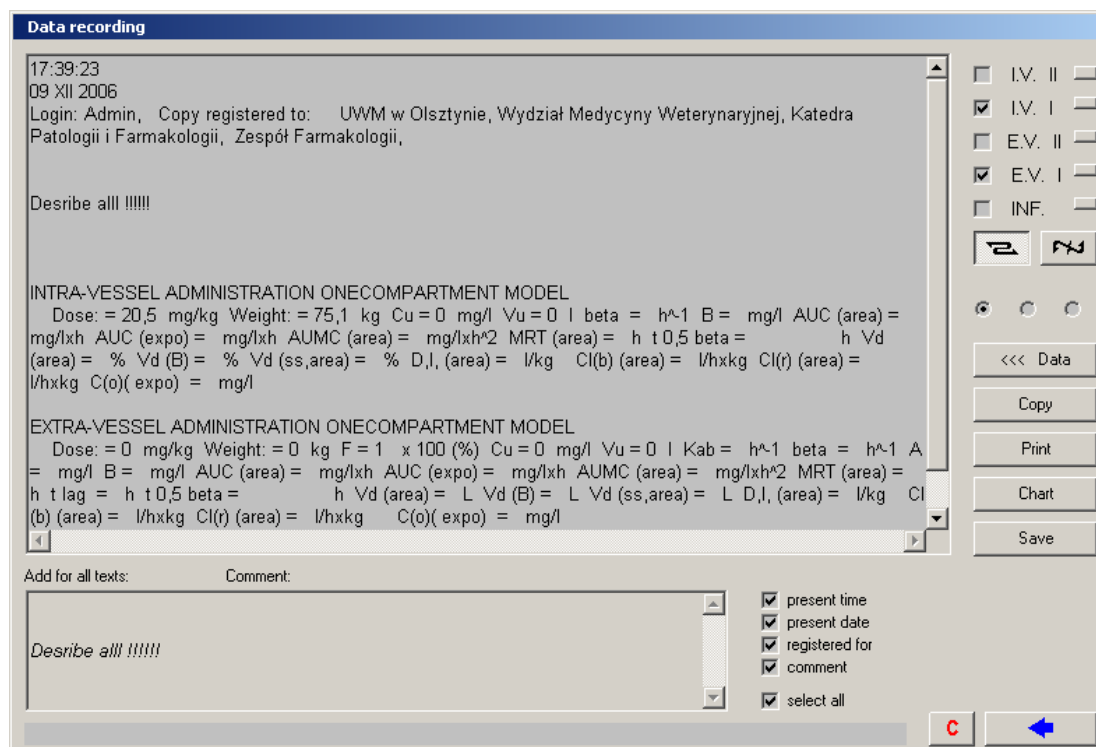 Data recording
17:39:23
09 XII 2006
Login: Admin, Copy registered to: UWM w Olsztynie, Wydział Medycyny Weterynaryjnej, Katedra
Patologii i Farmakologii, Zespół Farmakologii,
Desribe alll !!!!!!
INTRA-VESSEL ADMINISTRATION ONECOMPARTMENT MODEL
Dose: = 20,5 mg/kg Weight: = 75,1 kg Cu = 0 mg/l Vu = 0 l beta = h^-1 B = mg/l AUC (area) =
mg/lxh AUC (expo) = mg/lxh AUMC (area) = mg/lxh^2 MRT (area) = h t 0,5 beta = h Vd
(area) = % Vd (B) = % Vd (ss,area) = % D,l, (area) = l/kg Cl(b) (area) = l/hxkg Cl(r) (area) =
l/hxkg C(o)( expo) = mg/l
EXTRA-VESSEL ADMINISTRATION ONECOMPARTMENT MODEL
Dose: = 0 mg/kg Weight: = 0 kg F = 1 x 100 (%) Cu = 0 mg/l Vu = 0 l Kab = h^-1 beta = h^-1 A
= mg/l B = mg/l AUC (area) = mg/lxh AUC (expo) = mg/lxh AUMC (area) = mg/lxh^2 MRT (area) =
h t lag = h t 0,5 beta = h Vd (area) = L Vd (B) = L Vd (ss,area) = L D,l, (area) = l/kg Cl
(b) (area) = l/hxkg Cl(r) (area) = l/hxkg C(o)( expo) = mg/l
I.V. II
I.V. I
E.V. II
E.V. I
INF.
<<< Data
Copy
Print
Chart
Save
Add for all texts: Comment:
Desribe alll !!!!!!
present time
present date
registered for
comment
select all
C